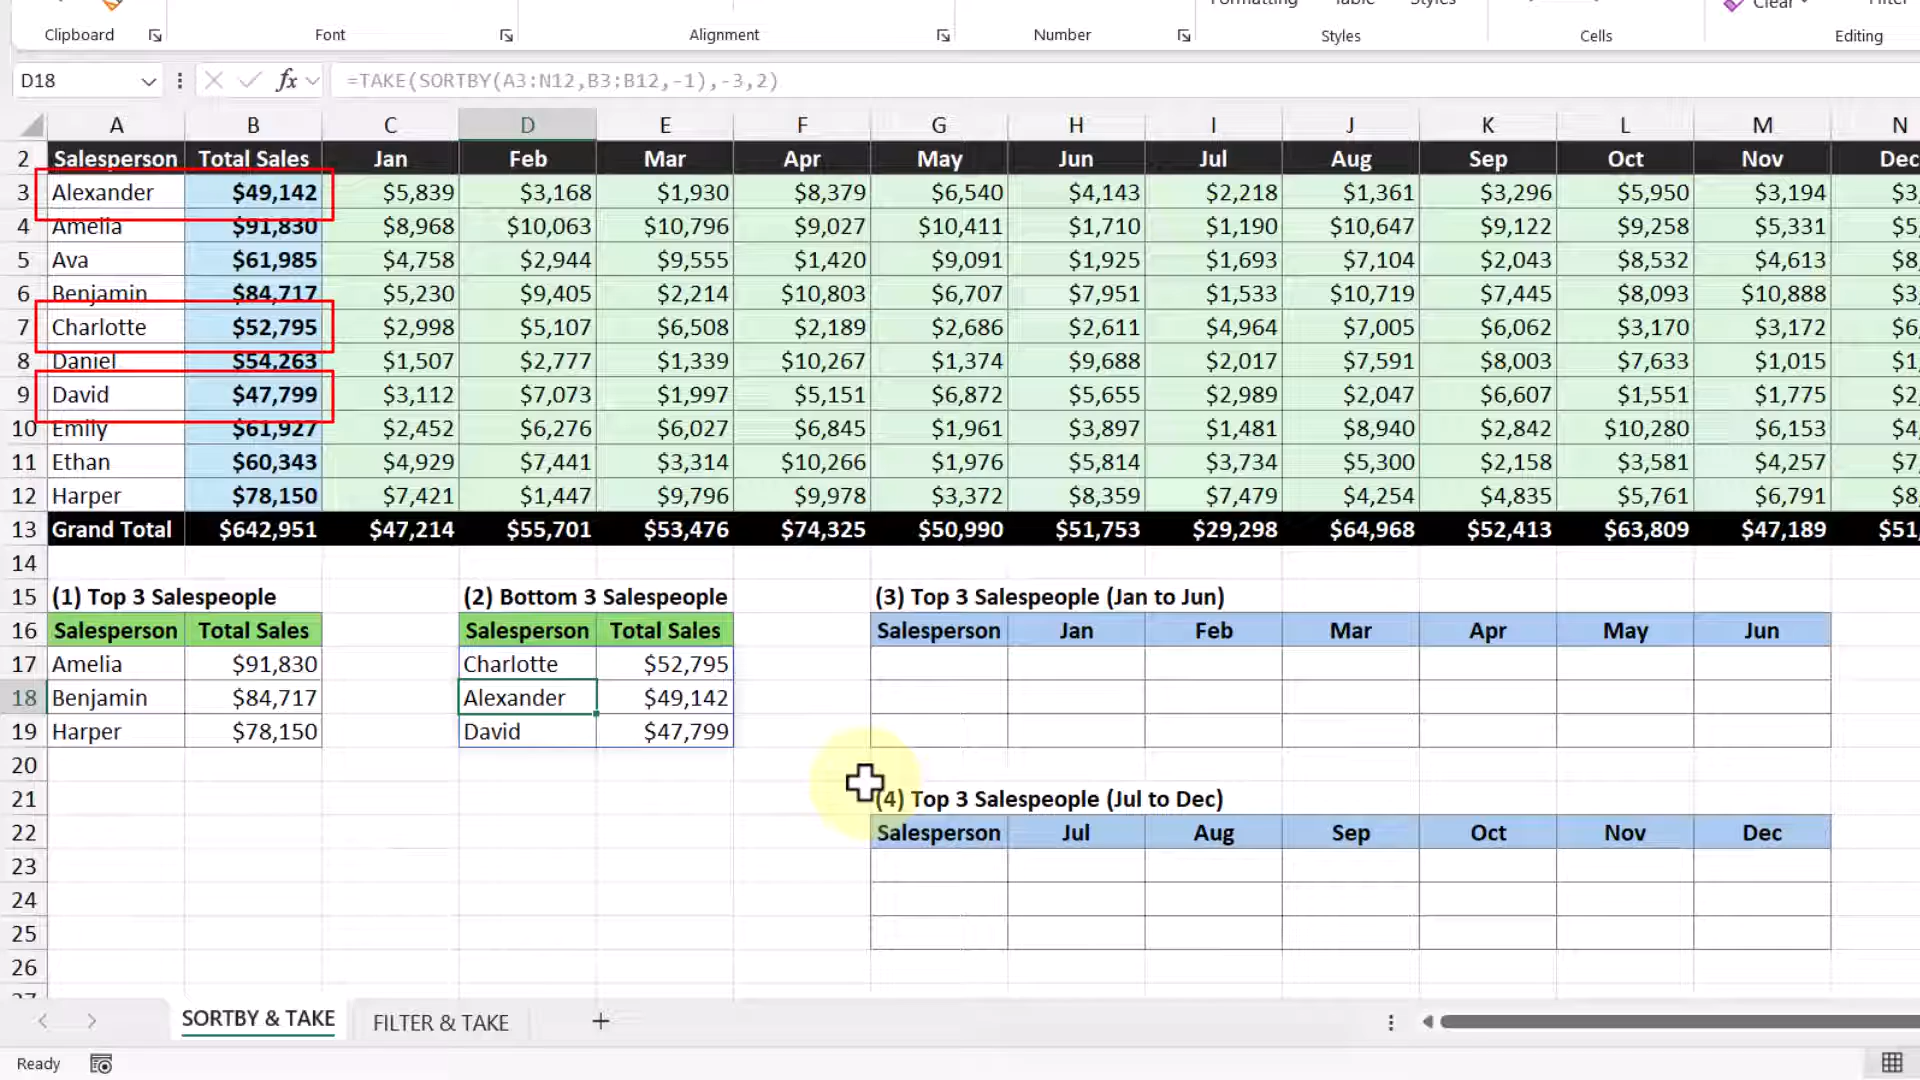 Formatting Table Styles Clear Filter
Clipboard Font Alignment Number Styles Cells Editing
D18 fx =TAKE(SORTBY(A3:N12,B3:B12,-1),-3,2)
A B C D E F G H I J K L M N
2 Salesperson Total Sales Jan Feb Mar Apr May Jun Jul Aug Sep Oct Nov Dec
3 Alexander $49,142 $5,839 $3,168 $1,930 $8,379 $6,540 $4,143 $2,218 $1,361 $3,296 $5,950 $3,194 $3,
4 Amelia $91,830 $8,968 $10,063 $10,796 $9,027 $10,411 $1,710 $1,190 $10,647 $9,122 $9,258 $5,331 $5,
5 Ava $61,985 $4,758 $2,944 $9,555 $1,420 $9,091 $1,925 $1,693 $7,104 $2,043 $8,532 $4,613 $8,
6 Benjamin $84,717 $5,230 $9,405 $2,214 $10,803 $6,707 $7,951 $1,533 $10,719 $7,445 $8,093 $10,888 $3,
7 Charlotte $52,795 $2,998 $5,107 $6,508 $2,189 $2,686 $2,611 $4,964 $7,005 $6,062 $3,170 $3,172 $6,
8 Daniel $54,263 $1,507 $2,777 $1,339 $10,267 $1,374 $9,688 $2,017 $7,591 $8,003 $7,633 $1,015 $1,
9 David $47,799 $3,112 $7,073 $1,997 $5,151 $6,872 $5,655 $2,989 $2,047 $6,607 $1,551 $1,775 $2,
10 Emily $61,927 $2,452 $6,276 $6,027 $6,845 $1,961 $3,897 $1,481 $8,940 $2,842 $10,280 $6,153 $4,
11 Ethan $60,343 $4,929 $7,441 $3,314 $10,266 $1,976 $5,814 $3,734 $5,300 $2,158 $3,581 $4,257 $7,
12 Harper $78,150 $7,421 $1,447 $9,796 $9,978 $3,372 $8,359 $7,479 $4,254 $4,835 $5,761 $6,791 $8,
13 Grand Total $642,951 $47,214 $55,701 $53,476 $74,325 $50,990 $51,753 $29,298 $64,968 $52,413 $63,809 $47,189 $51,
14
15 (1) Top 3 Salespeople (2) Bottom 3 Salespeople (3) Top 3 Salespeople (Jan to Jun)
16 Salesperson Total Sales Salesperson Total Sales Salesperson Jan Feb Mar Apr May Jun
17 Amelia $91,830 Charlotte $52,795
18 Benjamin $84,717 Alexander $49,142
19 Harper $78,150 David $47,799
20
21 (4) Top 3 Salespeople (Jul to Dec)
22 Salesperson Jul Aug Sep Oct Nov Dec
23
24
25
26
27
SORTBY & TAKE FILTER & TAKE
Ready